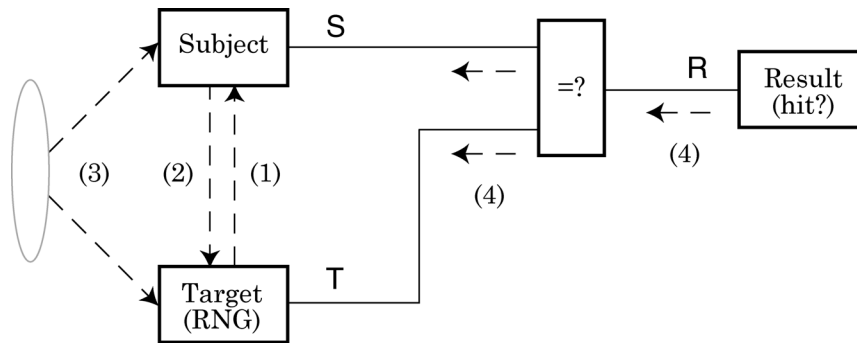 Subject
S
=?
R
Result
(hit?)
(3)
(2)
(1)
(4)
(4)
T
Target
(RNG)